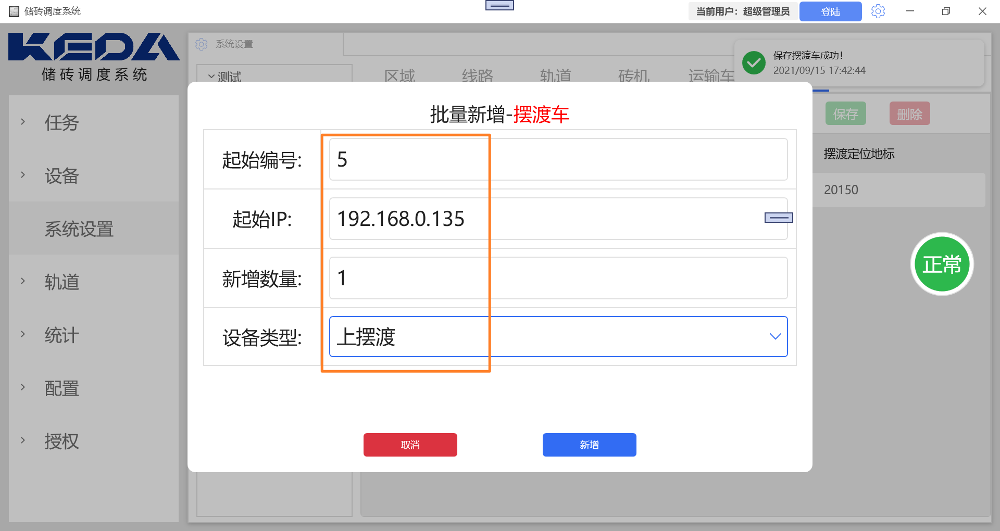 储砖调度系统
当前用户：超级管理员
登陆
KEDA
储砖调度系统
系统设置
保存摆渡车成功！
2021/09/15 17:42:44
测试
区域
线路
轨道
砖机
运输车
任务
设备
系统设置
轨道
统计
配置
授权
保存
删除
摆渡定位地标
20150
正常
批量新增-摆渡车
起始编号:
5
起始IP:
192.168.0.135
新增数量:
1
设备类型:
上摆渡
取消
新增